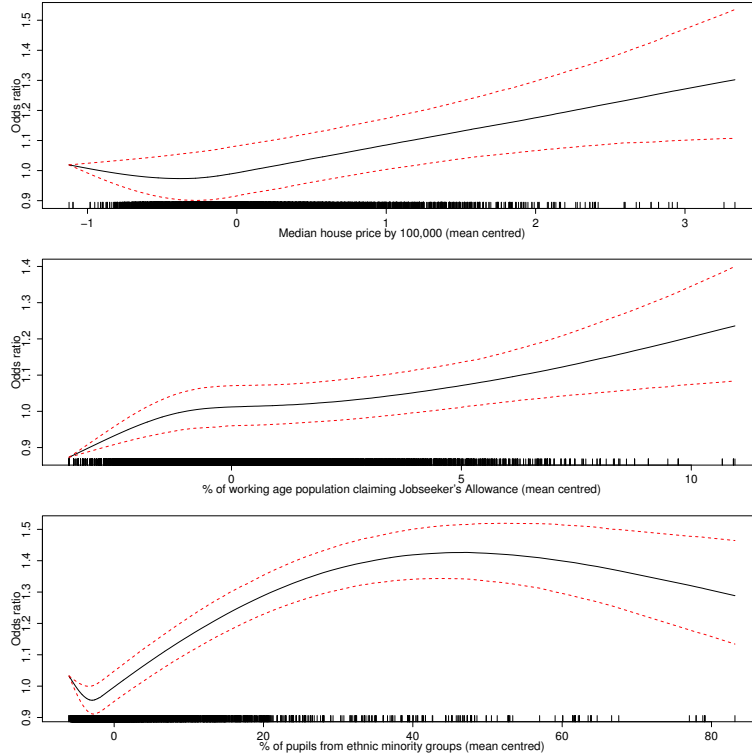 1.5
1.4
1.3
1.2
1.1
1.0
0.9
Odds ratio
−1 0 1 2 3
Median house price by 100,000 (mean centred)
1.4
1.3
1.2
1.1
1.0
0.9
Odds ratio
0 5 10
% of working age population claiming Jobseeker's Allowance (mean centred)
1.5
1.4
1.3
1.2
1.1
1.0
0.9
Odds ratio
0 20 40 60 80
% of pupils from ethnic minority groups (mean centred)